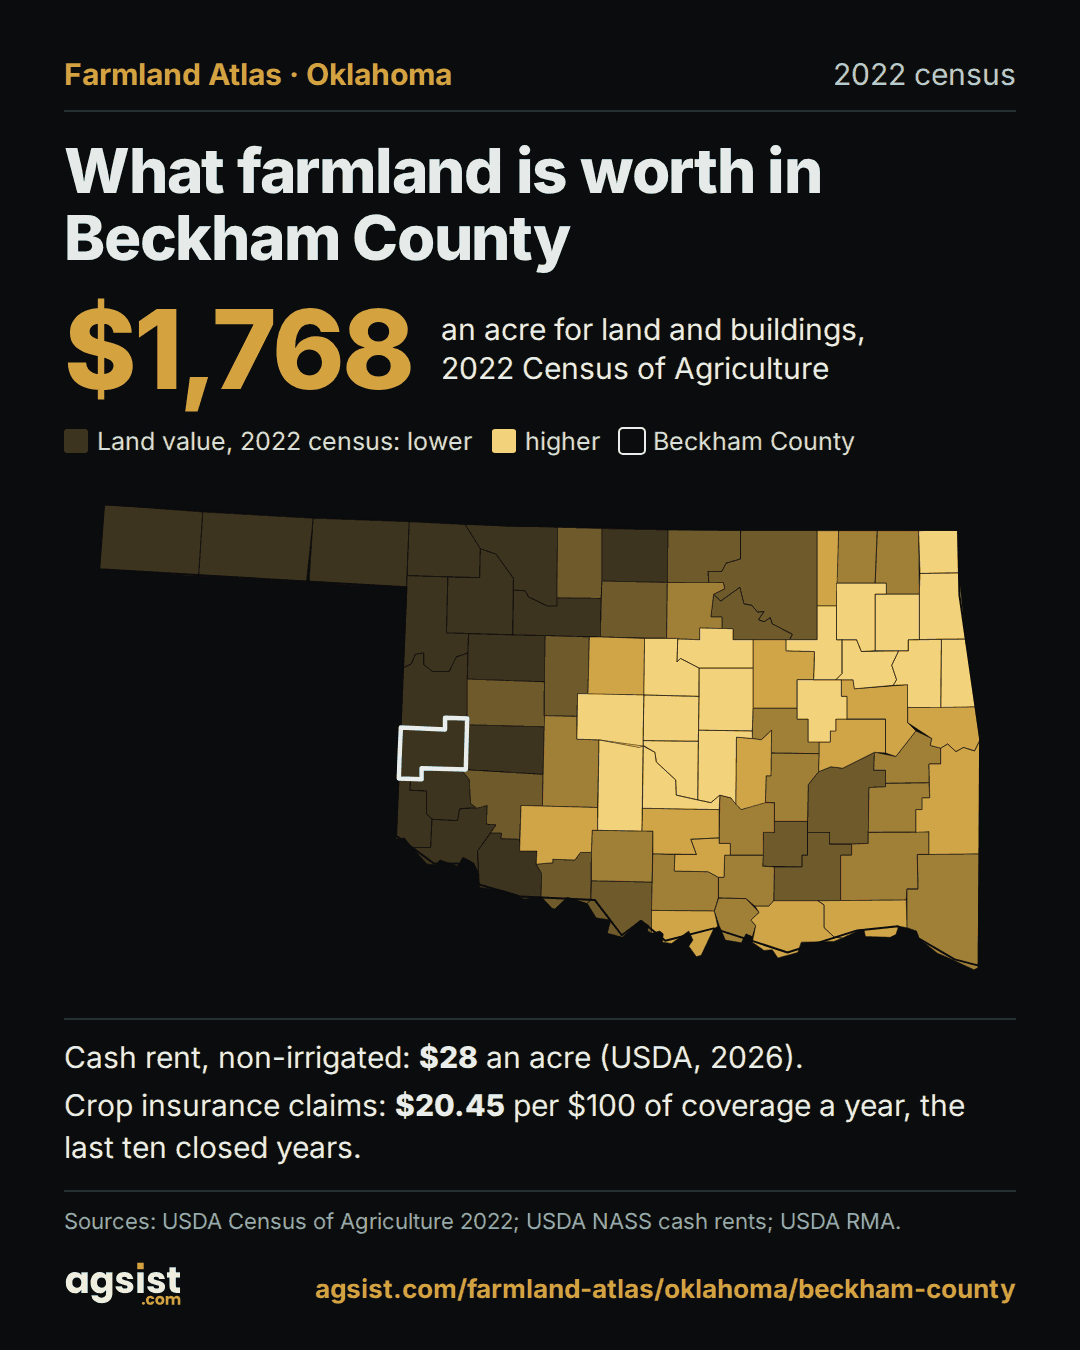 Farmland Atlas · Oklahoma
2022 census
What farmland is worth in
Beckham County
$1,768
an acre for land and buildings,
2022 Census of Agriculture
Land value, 2022 census: lower
higher
Beckham County
Cash rent, non-irrigated: $28 an acre (USDA, 2026).
Crop insurance claims: $20.45 per $100 of coverage a year, the
last ten closed years.
Sources: USDA Census of Agriculture 2022; USDA NASS cash rents; USDA RMA.
agsist
.com
agsist.com/farmland-atlas/oklahoma/beckham-county